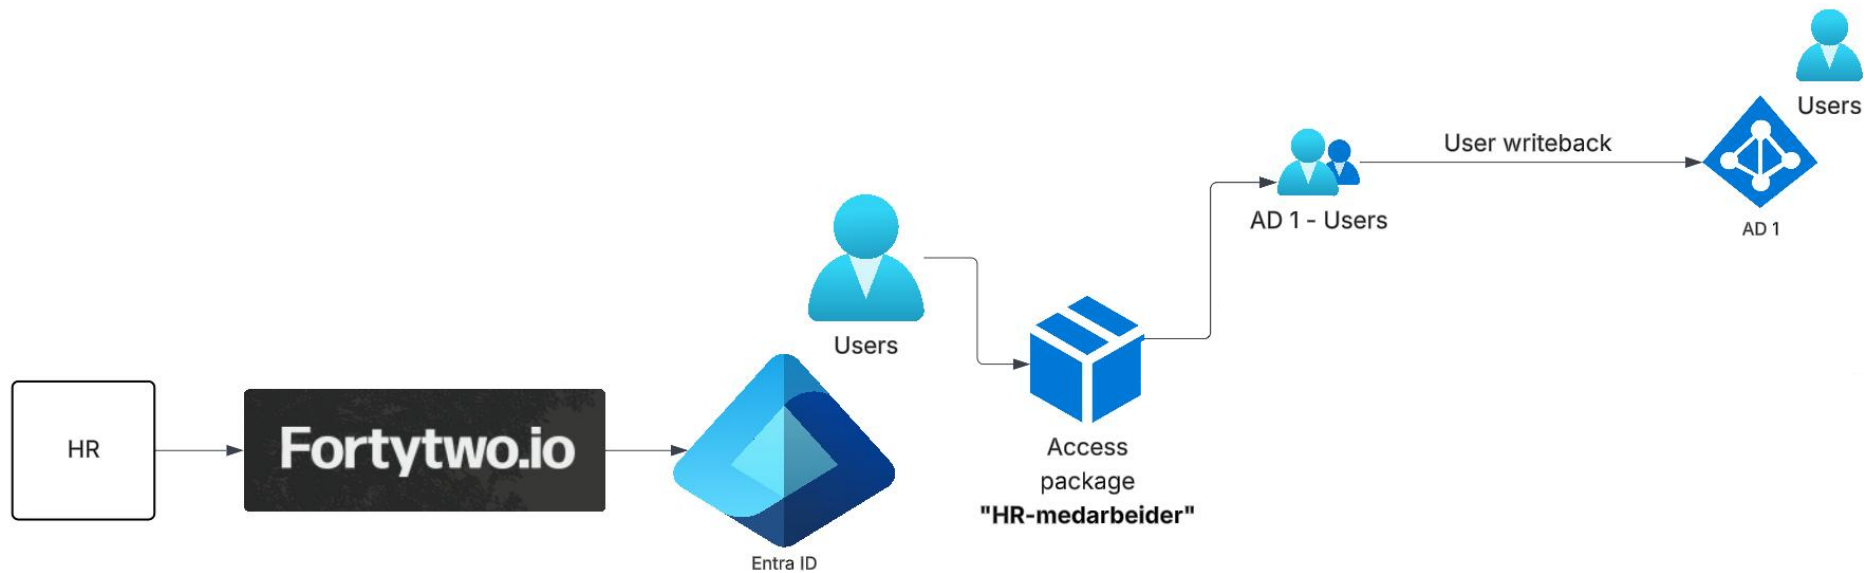 HR
Fortytwo.io
Entra ID
Users
Access
package
"HR-medarbeider"
AD 1 - Users
User writeback
Users
AD 1